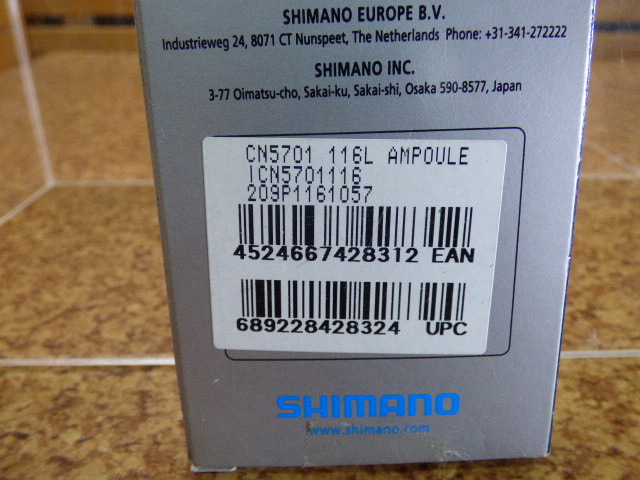 SHIMANO EUROPE B.V.
Industrieweg 24, 8071 CT Nunspeet, The Netherlands Phone: +31-341-272222
SHIMANO INC.
3-77 Oimatsu-cho, Sakai-ku, Sakai-shi, Osaka 590-8577, Japan
CN5701 116L AMPOULE
ICN5701116
209P1161057
4524667428312 EAN
689228428324 UPC
SHIMANO
www.shimano.com